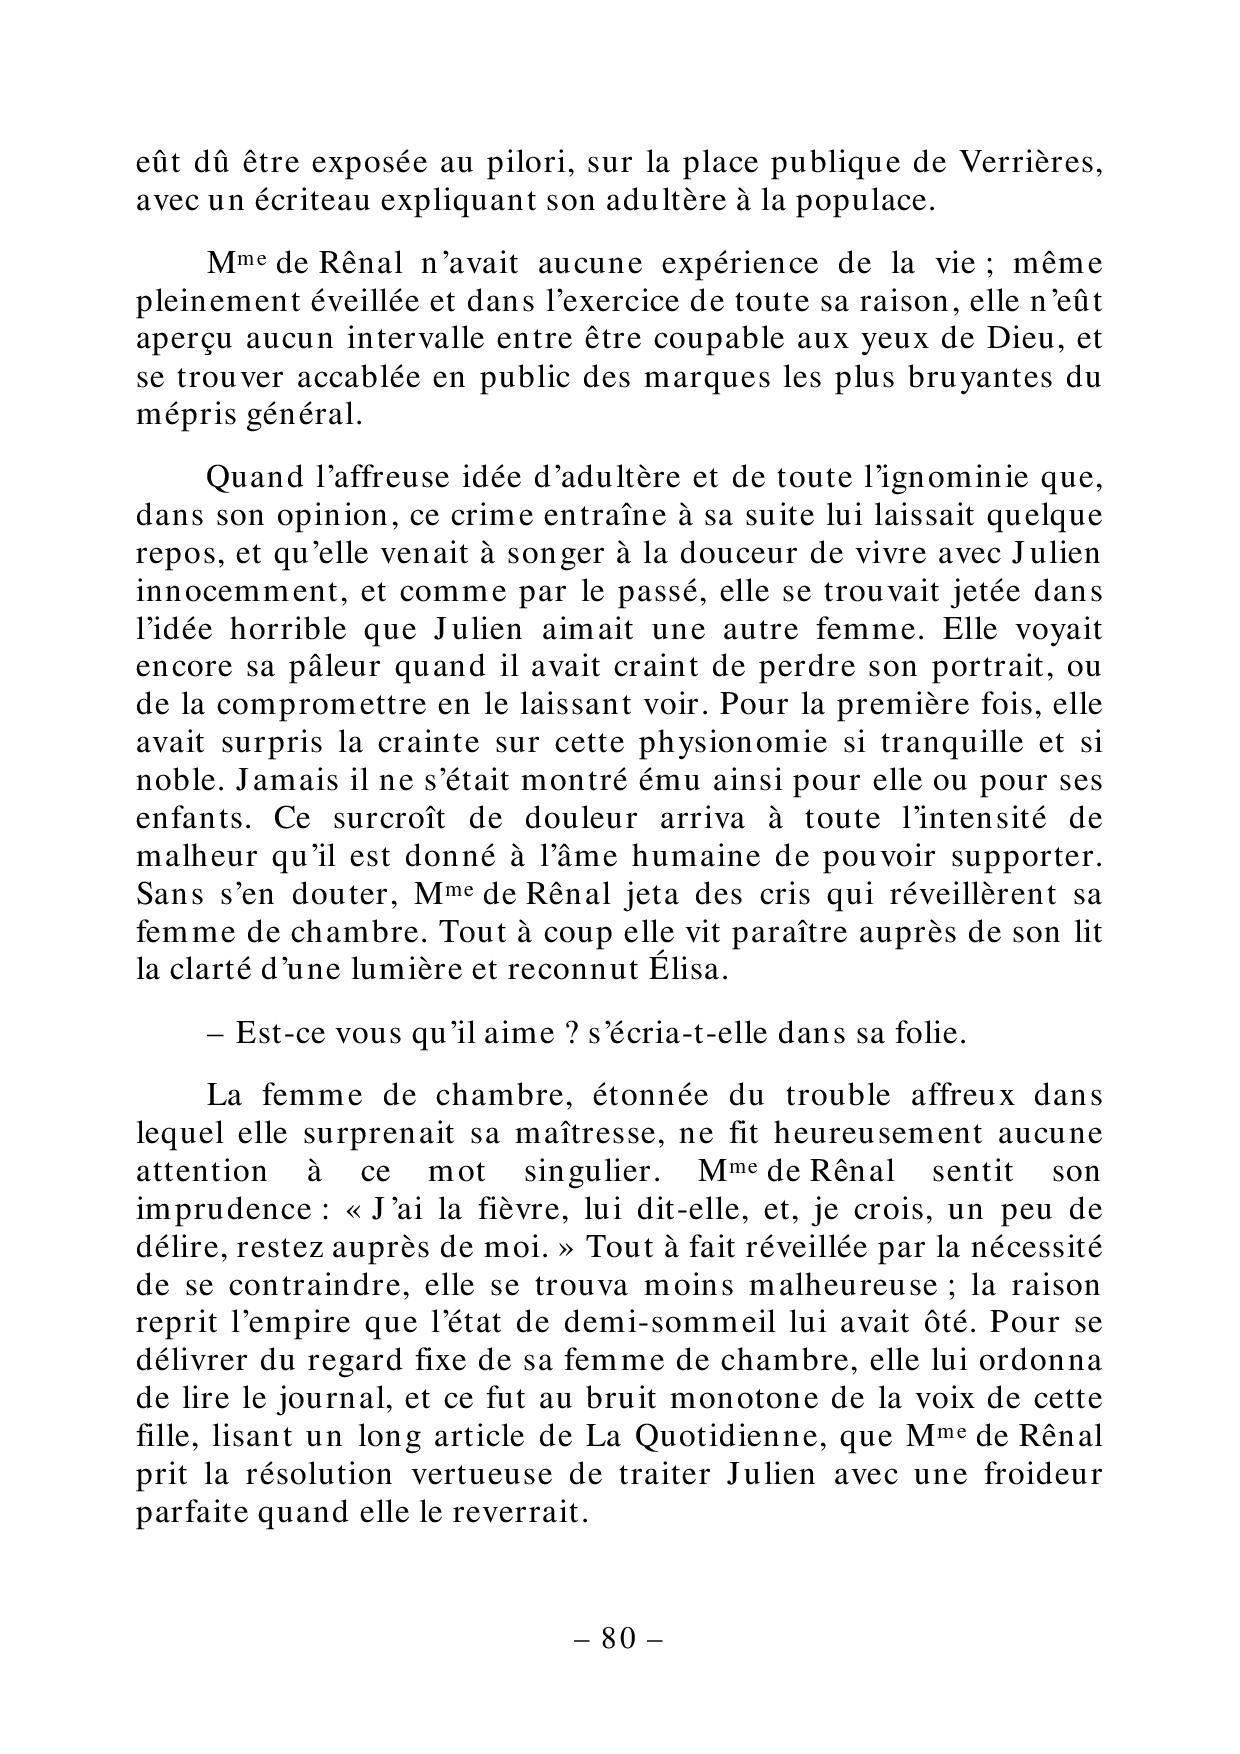 eût dû être exposée au pilori, sur la place publique de Verrières,
avec un écriteau expliquant son adultère à la populace.
Mme de Rênal n’avait aucune expérience de la vie ; même
pleinement éveillée et dans l’exercice de toute sa raison, elle n’eût
aperçu aucun intervalle entre être coupable aux yeux de Dieu, et
se trouver accablée en public des marques les plus bruyantes du
mépris général.
Quand l’affreuse idée d’adultère et de toute l’ignominie que,
dans son opinion, ce crime entraîne à sa suite lui laissait quelque
repos, et qu’elle venait à songer à la douceur de vivre avec Julien
innocemment, et comme par le passé, elle se trouvait jetée dans
l’idée horrible que Julien aimait une autre femme. Elle voyait
encore sa pâleur quand il avait craint de perdre son portrait, ou
de la compromettre en le laissant voir. Pour la première fois, elle
avait surpris la crainte sur cette physionomie si tranquille et si
noble. Jamais il ne s’était montré ému ainsi pour elle ou pour ses
enfants. Ce surcroît de douleur arriva à toute l’intensité de
malheur qu’il est donné à l’âme humaine de pouvoir supporter.
Sans s’en douter, Mme de Rênal jeta des cris qui réveillèrent sa
femme de chambre. Tout à coup elle vit paraître auprès de son lit
la clarté d’une lumière et reconnut Élisa.
– Est-ce vous qu’il aime ? s’écria-t-elle dans sa folie.
La femme de chambre, étonnée du trouble affreux dans
lequel elle surprenait sa maîtresse, ne fit heureusement aucune
attention à ce mot singulier. Mme de Rênal sentit son
imprudence : « J’ai la fièvre, lui dit-elle, et, je crois, un peu de
délire, restez auprès de moi. » Tout à fait réveillée par la nécessité
de se contraindre, elle se trouva moins malheureuse ; la raison
reprit l’empire que l’état de demi-sommeil lui avait ôté. Pour se
délivrer du regard fixe de sa femme de chambre, elle lui ordonna
de lire le journal, et ce fut au bruit monotone de la voix de cette
fille, lisant un long article de La Quotidienne, que Mme de Rênal
prit la résolution vertueuse de traiter Julien avec une froideur
parfaite quand elle le reverrait.
– 80 –